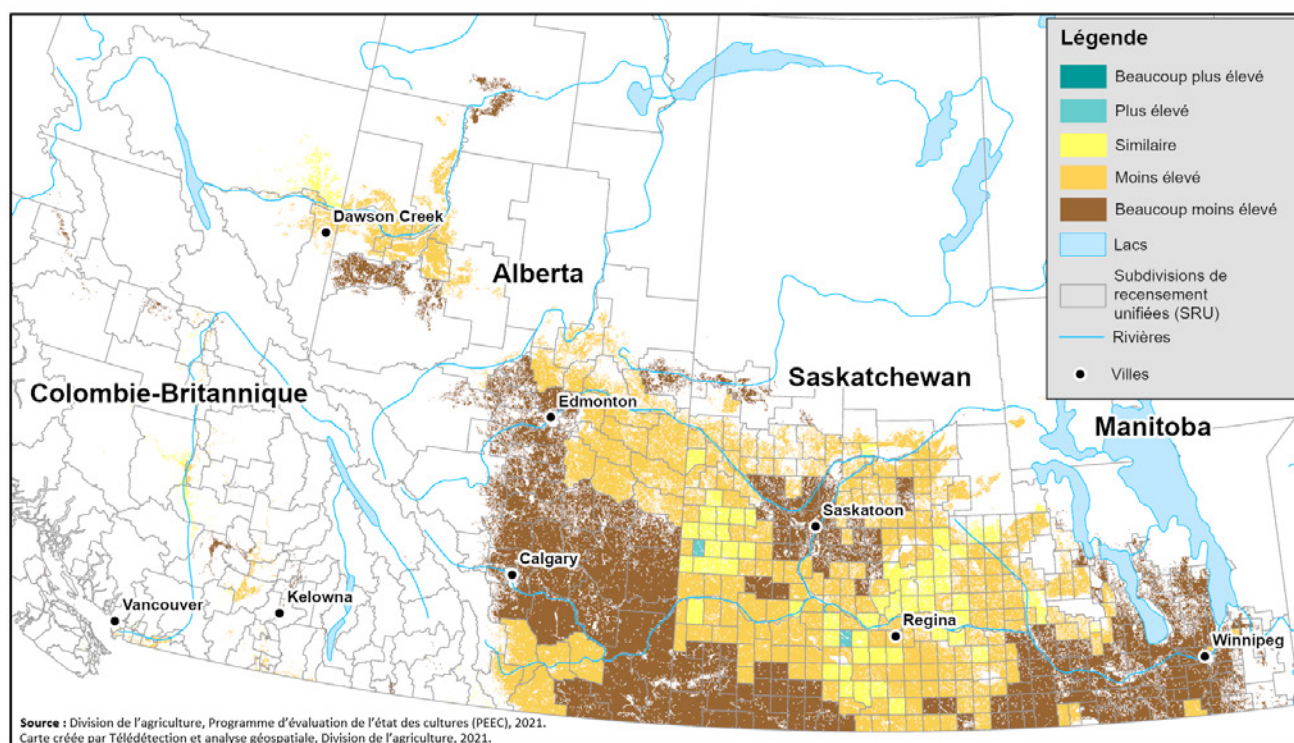 Légende
Beaucoup plus élevé
Plus élevé
Similaire
Moins élevé
Beaucoup moins élevé
Lacs
Subdivisions de
recensement
unifiées (SRU)
Rivières
Villes
Dawson Creek
Alberta
Colombie-Britannique
Saskatchewan
Edmonton
Manitoba
Saskatoon
Calgary
Vancouver
Kelowna
Regina
Winnipeg
Source : Division de l'agriculture, Programme d'évaluation de l'état des cultures (PEEC), 2021.
Carte créée par Télédétection et analyse géospatiale, Division de l'agriculture, 2021.